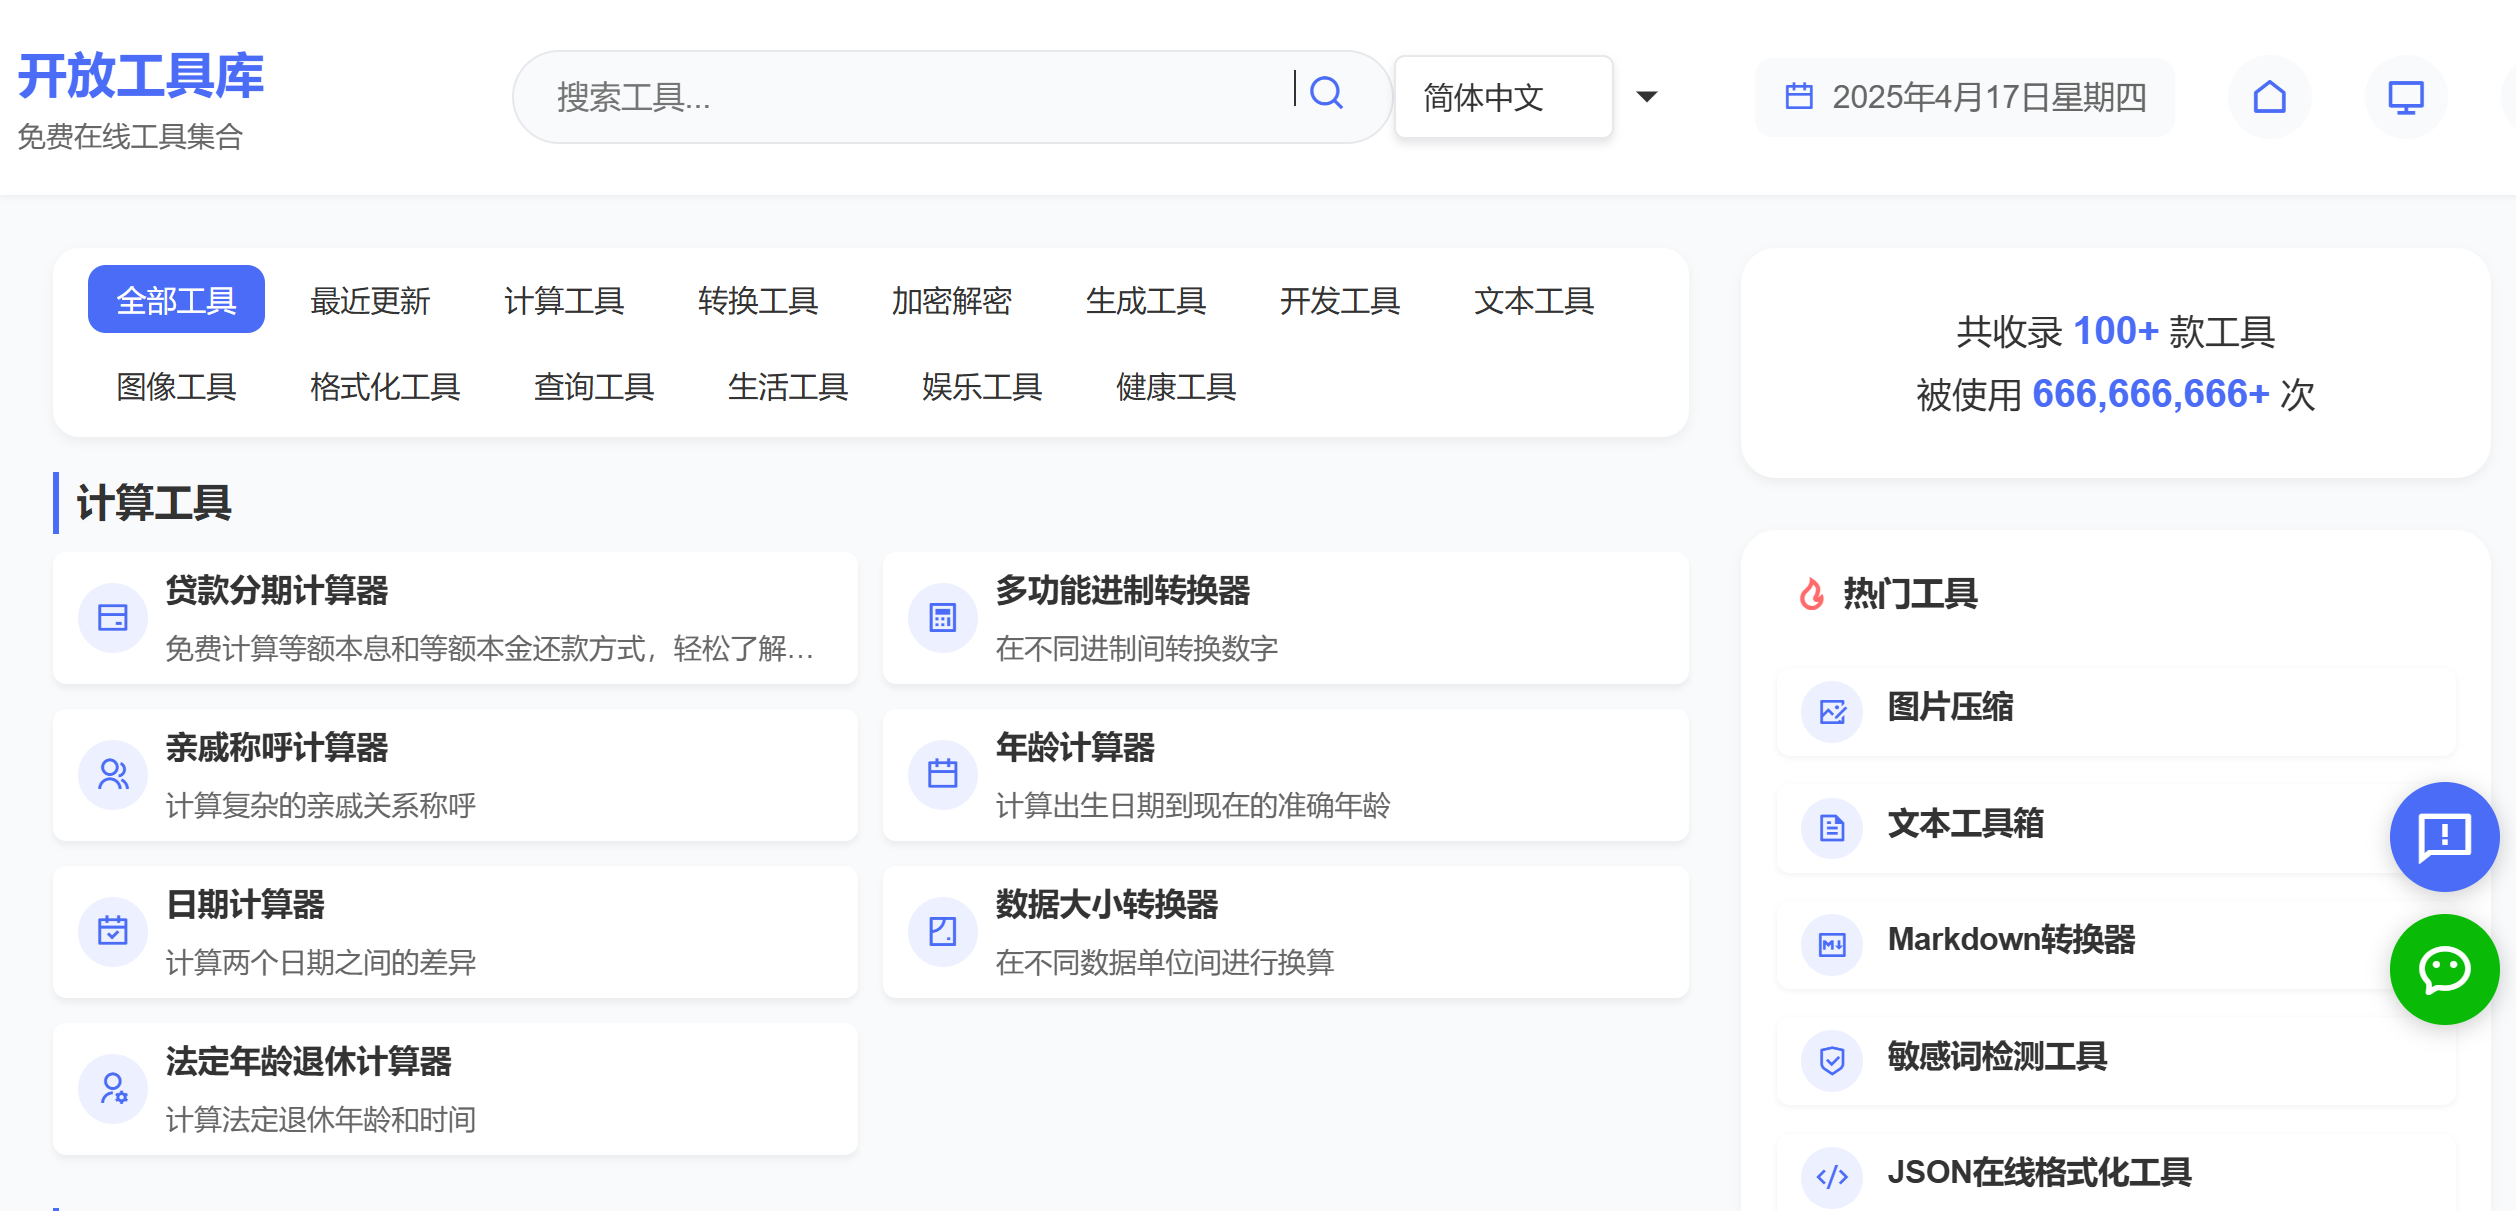 开放工具库
免费在线工具集合
搜索工具...
简体中文
2025年4月17日星期四
全部工具 最近更新 计算工具 转换工具 加密解密 生成工具 开发工具 文本工具
图像工具 格式化工具 查询工具 生活工具 娱乐工具 健康工具
共收录 100+ 款工具
被使用 666,666,666+ 次
计算工具
贷款分期计算器
免费计算等额本息和等额本金还款方式，轻松了解...
多功能进制转换器
在不同进制间转换数字
亲戚称呼计算器
计算复杂的亲戚关系称呼
年龄计算器
计算出生日期到现在的准确年龄
日期计算器
计算两个日期之间的差异
数据大小转换器
在不同数据单位间进行换算
法定年龄退休计算器
计算法定退休年龄和时间
热门工具
图片压缩
文本工具箱
Markdown转换器
敏感词检测工具
JSON在线格式化工具